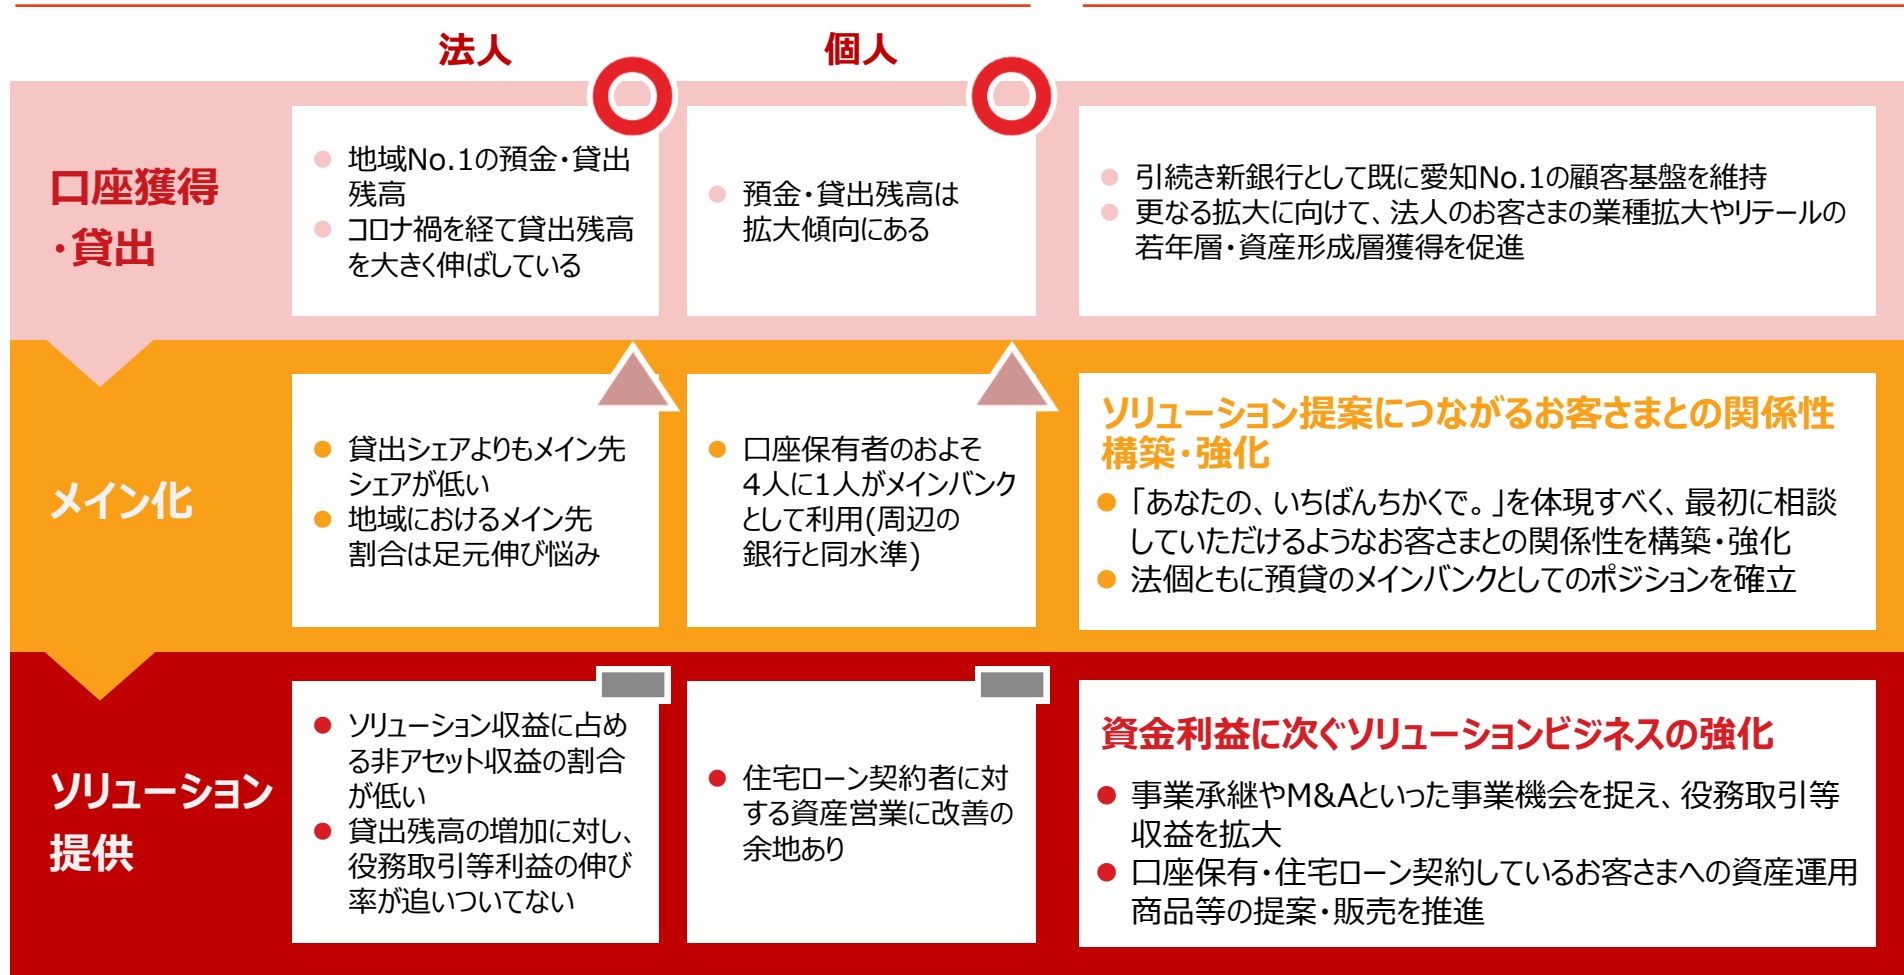 法人
個人
口座獲得
・貸出
地域No.1の預金・貸出
残高
コロナ禍を経て貸出残高
を大きく伸ばしている
預金・貸出残高は
拡大傾向にある
引続き新銀行として既に愛知No.1の顧客基盤を維持
更なる拡大に向けて、法人のお客さまの業種拡大やリテールの
若年層・資産形成層獲得を促進
メイン化
貸出シェアよりもメイン先
シェアが低い
地域におけるメイン先
割合は足元伸び悩み
口座保有者のおよそ
4人に1人がメインバンク
として利用(周辺の
銀行と同水準)
ソリューション提案につながるお客さまとの関係性
構築・強化
「あなたの、いちばんちかくで。」を体現すべく、最初に相談
していただけるようなお客さまとの関係性を構築・強化
法個ともに預貸のメインバンクとしてのポジションを確立
ソリューション
提供
ソリューション収益に占め
る非アセット収益の割合
が低い
貸出残高の増加に対し、
役務取引等利益の伸び
率が追いついてない
住宅ローン契約者に対
する資産営業に改善の
余地あり
資金利益に次ぐソリューションビジネスの強化
事業承継やM&Aといった事業機会を捉え、役務取引等
収益を拡大
口座保有・住宅ローン契約しているお客さまへの資産運用
商品等の提案・販売を推進